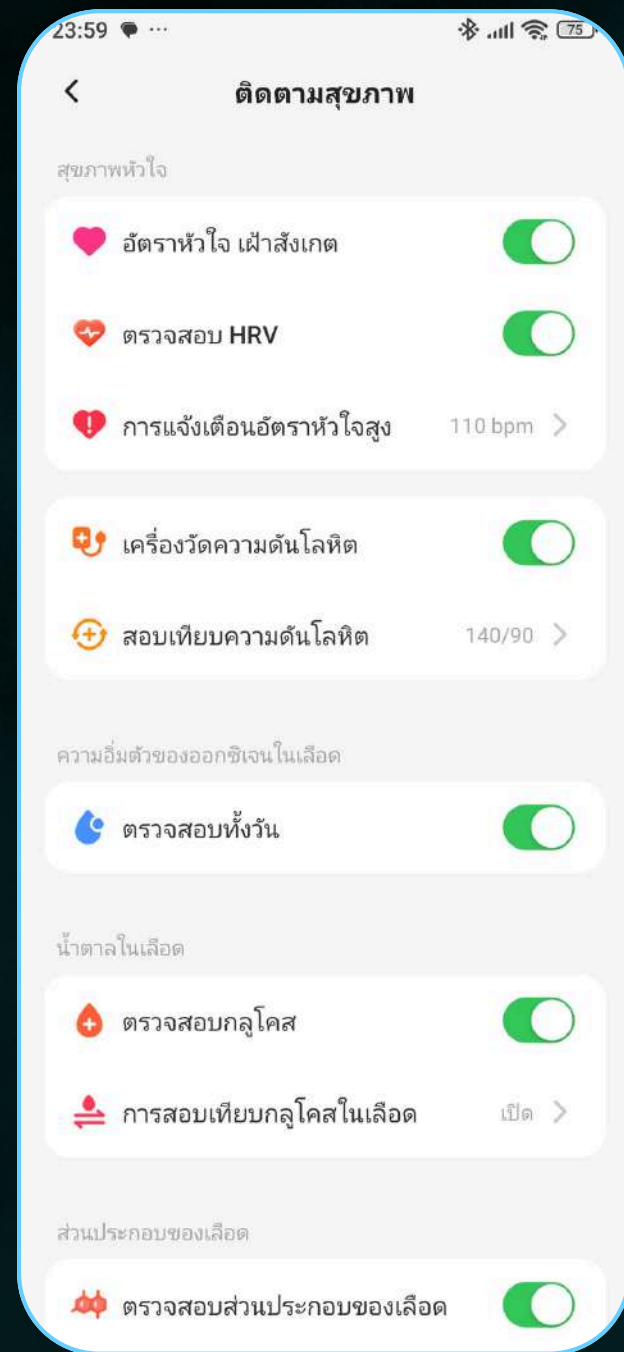 23:59
75
ติดตามสุขภาพ
สุขภาพหัวใจ
อัตราหัวใจ เฝ้าสังเกต
ตรวจสอบ HRV
การแจ้งเตือนอัตราหัวใจสูง 110 bpm
เครื่องวัดความดันโลหิต
สอบเทียบความดันโลหิต 140/90
ความอิ่มตัวของออกซิเจนในเลือด
ตรวจสอบทั้งวัน
น้ำตาลในเลือด
ตรวจสอบกลูโคส
การสอบเทียบกลูโคสในเลือด เปิด
ส่วนประกอบของเลือด
ตรวจสอบส่วนประกอบของเลือด